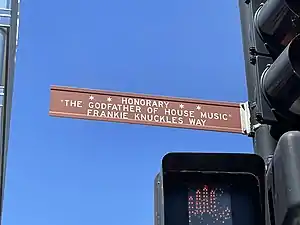 * * HONORARY * *
"THE GODFATHER OF HOUSE MUSIC"
FRANKIE KNUCKLES WAY